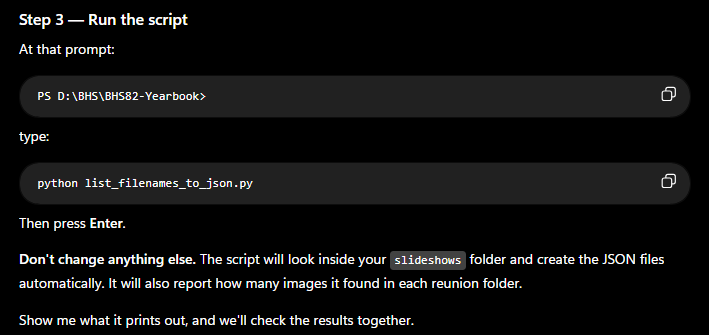 Step 3 — Run the script
At that prompt:
PS D:\BHS\BHS82-Yearbook>
type:
python list_filenames_to_json.py
Then press Enter.
Don't change anything else. The script will look inside your slideshows folder and create the JSON files
automatically. It will also report how many images it found in each reunion folder.
Show me what it prints out, and we'll check the results together.